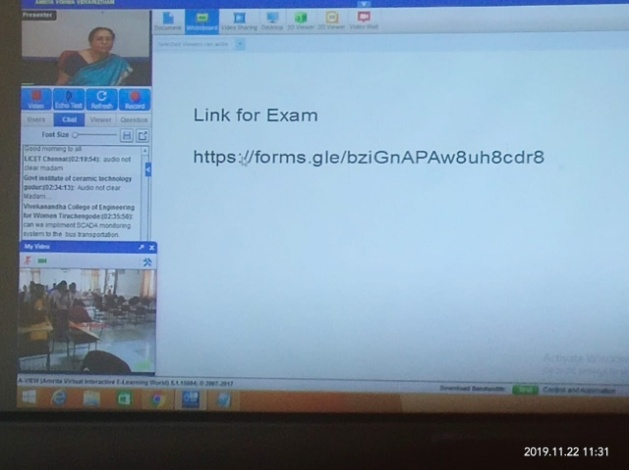 AMRITA VISHWA VIDYAPEETHAM
Presenter
Document Whiteboard Video Sharing Desktop 3D Viewer 2D Viewer Video Wall
Selected Viewers can write
Video Echo Test Refresh Record
Users Chat Viewer Question
Font Size
Good morning to all
LICET Chennai(02:19:54): audio not
clear madam
Govt institute of ceramic technology
gudur(02:34:13): Audio not clear
Madam...
Vivekanandha College of Engineering
for Women Tiruchengode(02:35:56):
can we impliment SCADA monitoring
system to the bus transportation.
My Video
Link for Exam
https://forms.gle/bziGnAPAw8uh8cdr8
Activate Windows
A-VIEW (Amrita Virtual Interactive E-Learning World) © 2007-2017
Download Bandwidth: Control and Automation
2019.11.22 11:31